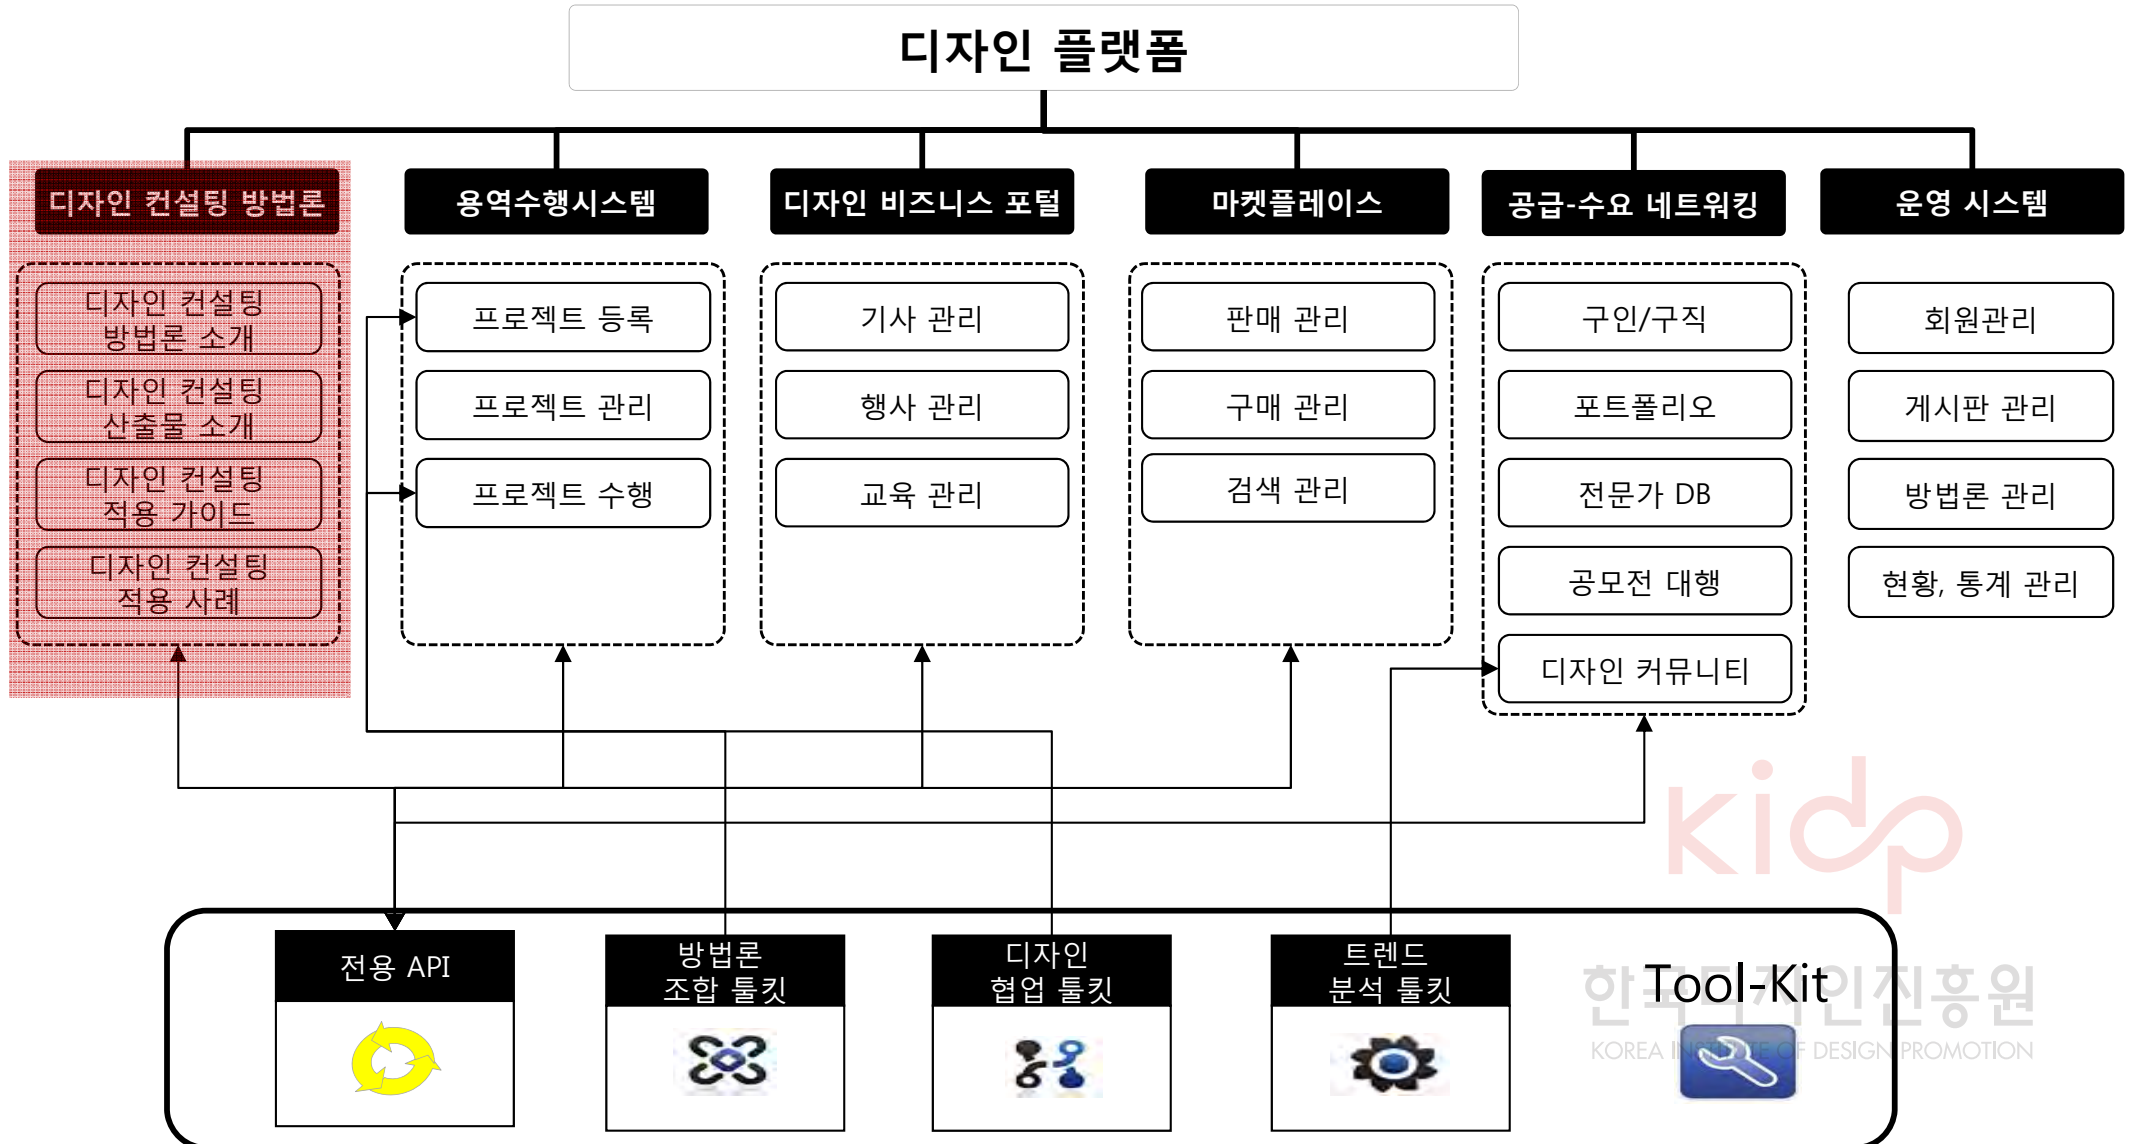 디자인 플랫폼
디자인 컨설팅 방법론
용역수행시스템
디자인 비즈니스 포털
마켓플레이스
공급-수요 네트워킹
운영 시스템
디자인 컨설팅
방법론 소개
디자인 컨설팅
산출물 소개
디자인 컨설팅
적용 가이드
디자인 컨설팅
적용 사례
프로젝트 등록
프로젝트 관리
프로젝트 수행
기사 관리
행사 관리
교육 관리
판매 관리
구매 관리
검색 관리
구인/구직
포트폴리오
전문가 DB
공모전 대행
디자인 커뮤니티
회원관리
게시판 관리
방법론 관리
현황, 통계 관리
kidp
전용 API
방법론
조합 툴킷
디자인
협업 툴킷
트렌드
분석 툴킷
Tool-Kit
한국디자인진흥원
KOREA INSTITUTE OF DESIGN PROMOTION